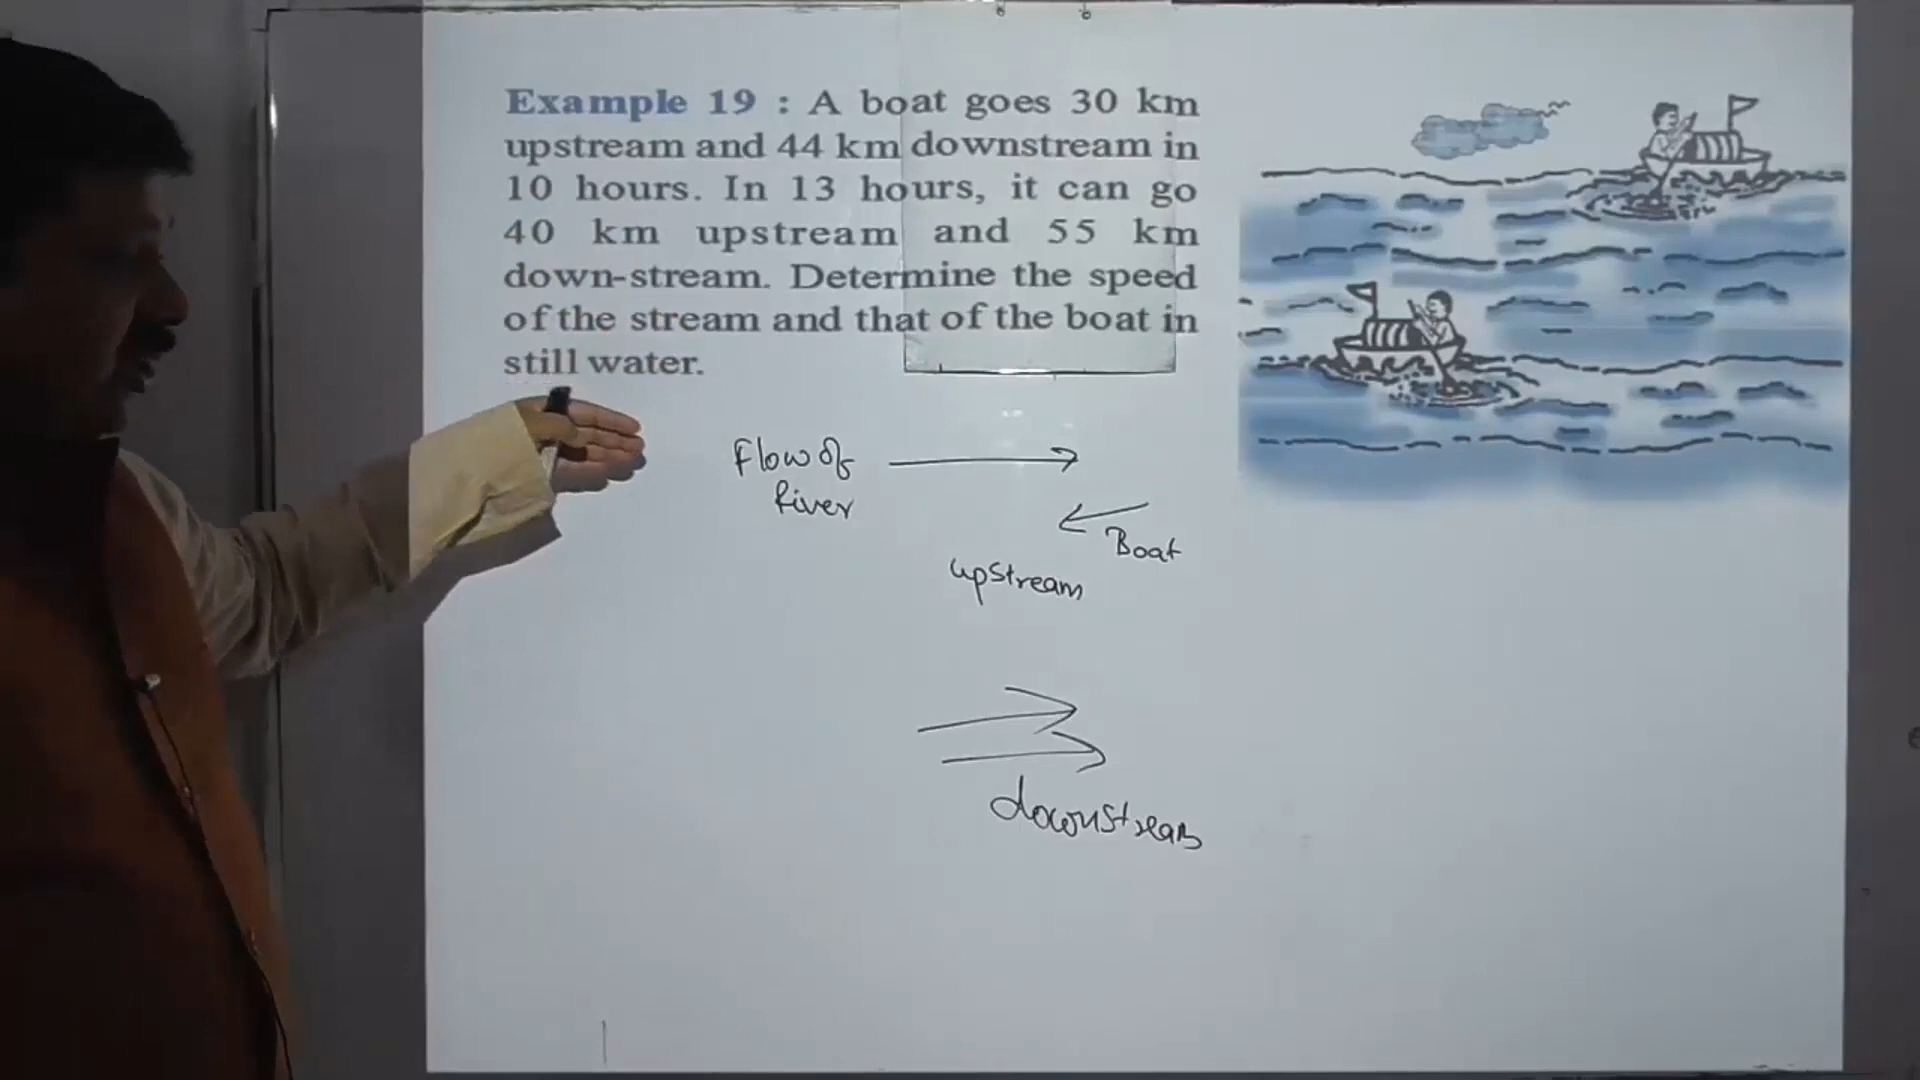 Example 19 : A boat goes 30 km
upstream and 44 km downstream in
10 hours. In 13 hours, it can go
40 km upstream and 55 km
down-stream. Determine the speed
of the stream and that of the boat in
still water.
Flow of
River
Boat
upstream
downstream